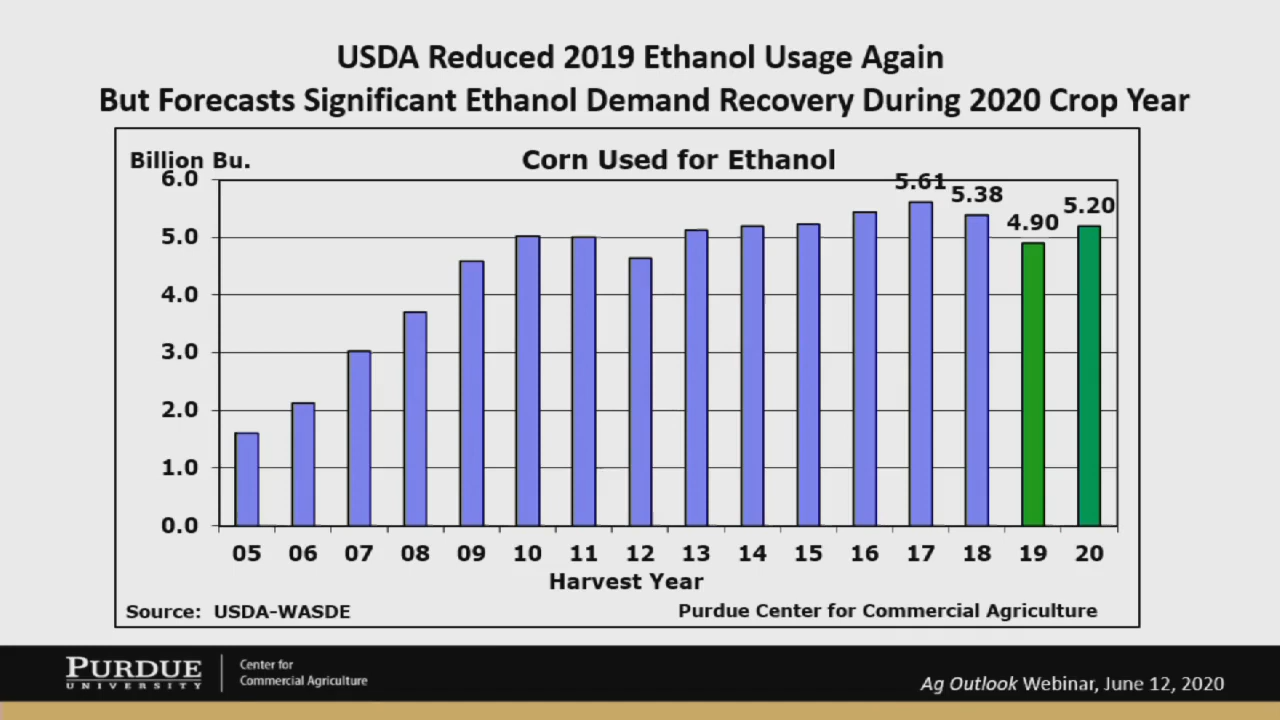 USDA Reduced 2019 Ethanol Usage Again
But Forecasts Significant Ethanol Demand Recovery During 2020 Crop Year
Billion Bu.
Corn Used for Ethanol
6.0
5.0
4.0
3.0
2.0
1.0
0.0
5.61
5.38
4.90
5.20
05 06 07 08 09 10 11 12 13 14 15 16 17 18 19 20
Harvest Year
Source: USDA-WASDE
Purdue Center for Commercial Agriculture
PURDUE
UNIVERSITY
Center for
Commercial Agriculture
Ag Outlook Webinar, June 12, 2020